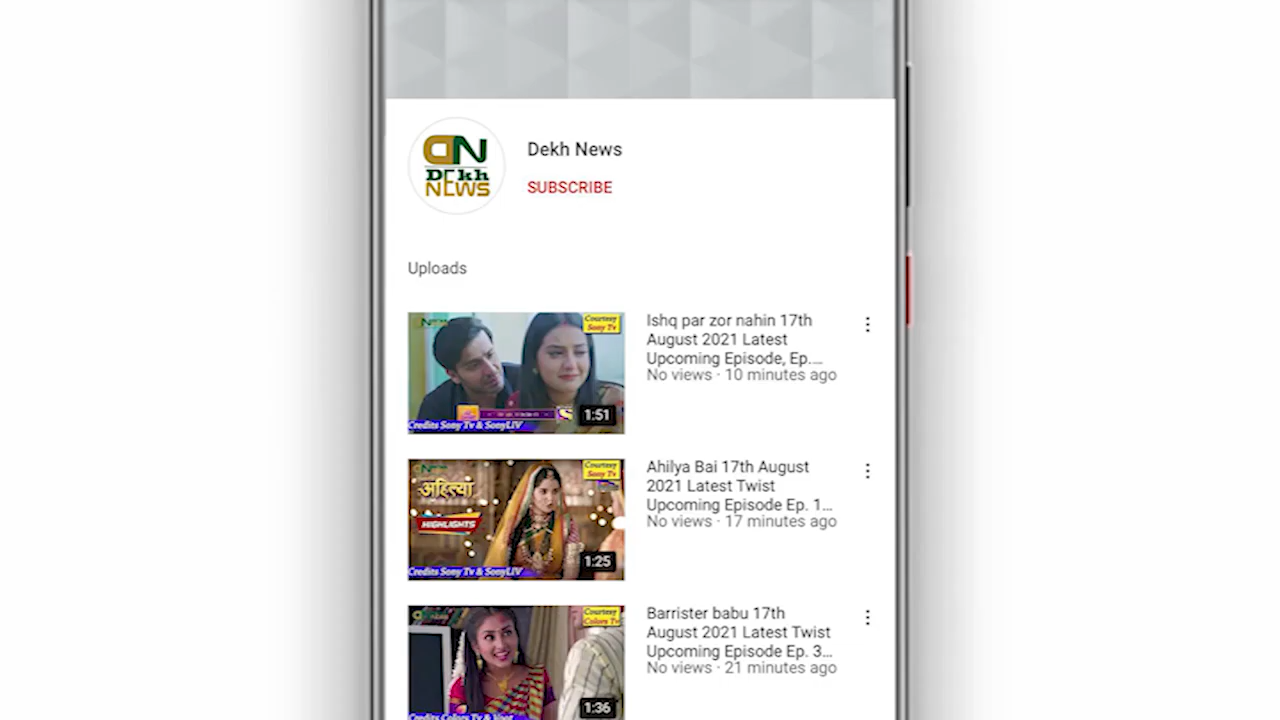 DN
Dekh
NEWS
Dekh News
SUBSCRIBE
Uploads
Courtesy
Sony Tv
1:51
Credits Sony Tv & SonyLIV
Ishq par zor nahin 17th
August 2021 Latest
Upcoming Episode, Ep....
No views · 10 minutes ago
Courtesy
Sony Tv
अहिल्या
HIGHLIGHTS
1:25
Credits Sony Tv & SonyLIV
Ahilya Bai 17th August
2021 Latest Twist
Upcoming Episode Ep. 1...
No views · 17 minutes ago
Courtesy
Colors Tv
1:36
Credits Colors Tv & Voot
Barrister babu 17th
August 2021 Latest Twist
Upcoming Episode Ep. 3...
No views · 21 minutes ago